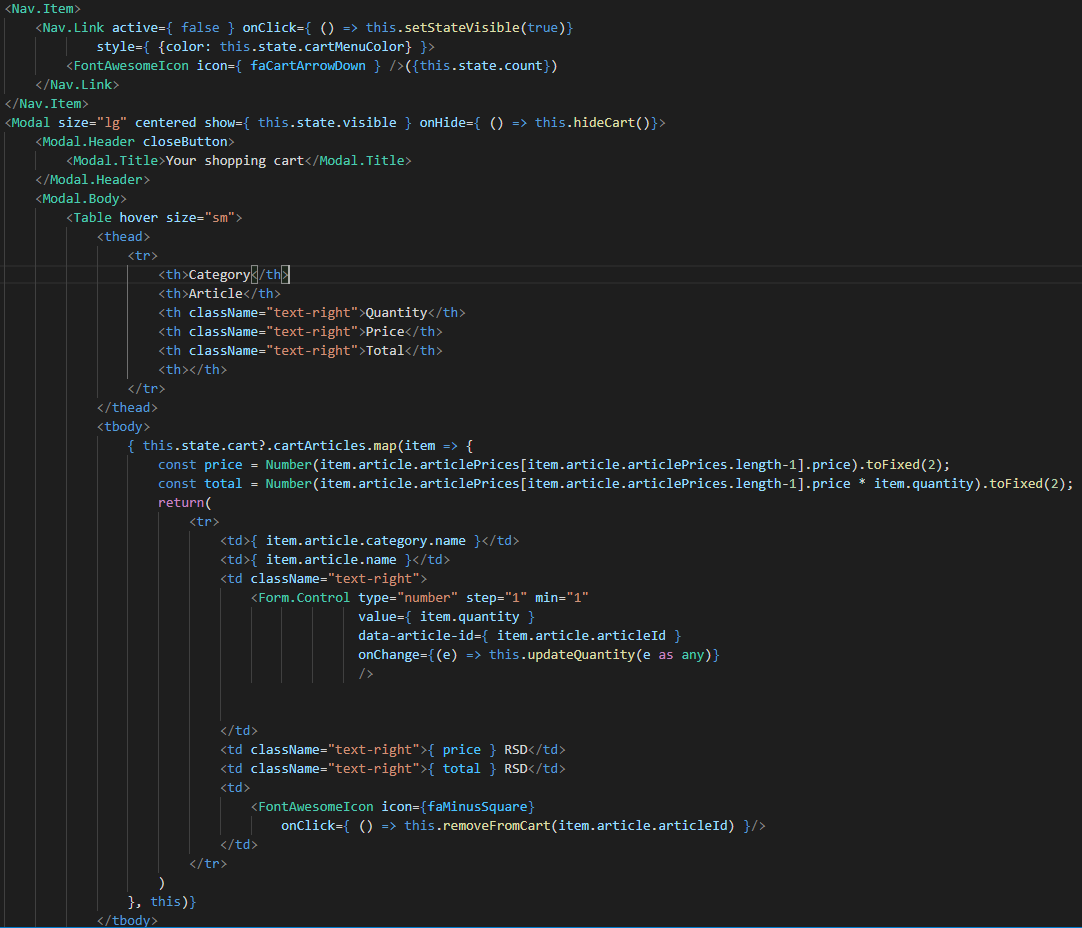 <Nav.Item>
    <Nav.Link active={ false } onClick={ () => this.setStateVisible(true)}
            style={ {color: this.state.cartMenuColor} }>
        <FontAwesomeIcon icon={ faCartArrowDown } />({this.state.count})
    </Nav.Link>
</Nav.Item>
<Modal size="lg" centered show={ this.state.visible } onHide={ () => this.hideCart()}>
    <Modal.Header closeButton>
        <Modal.Title>Your shopping cart</Modal.Title>
    </Modal.Header>
    <Modal.Body>
        <Table hover size="sm">
            <thead>
                <tr>
                    <th>Category</th>
                    <th>Article</th>
                    <th className="text-right">Quantity</th>
                    <th className="text-right">Price</th>
                    <th className="text-right">Total</th>
                    <th></th>
                </tr>
            </thead>
            <tbody>
                { this.state.cart?.cartArticles.map(item => {
                    const price = Number(item.article.articlePrices[item.article.articlePrices.length-1].price).toFixed(2);
                    const total = Number(item.article.articlePrices[item.article.articlePrices.length-1].price * item.quantity).toFixed(2);
                    return(
                        <tr>
                            <td>{ item.article.category.name }</td>
                            <td>{ item.article.name }</td>
                            <td className="text-right">
                                <Form.Control type="number" step="1" min="1"
                                              value={ item.quantity }
                                              data-article-id={ item.article.articleId }
                                              onChange={(e) => this.updateQuantity(e as any)}
                                              />
                            </td>
                            <td className="text-right">{ price } RSD</td>
                            <td className="text-right">{ total } RSD</td>
                            <td>
                                <FontAwesomeIcon icon={faMinusSquare}
                                    onClick={ () => this.removeFromCart(item.article.articleId) }/>
                            </td>
                        </tr>
                    )
                }, this)}
            </tbody>